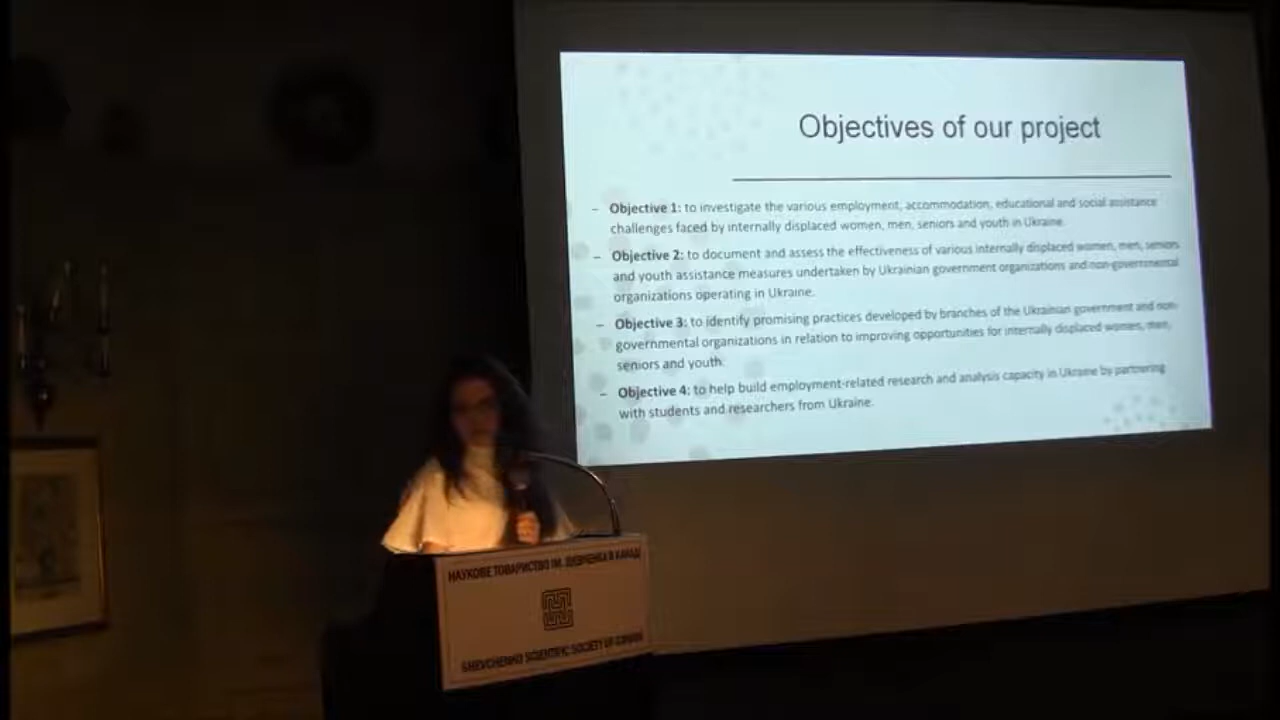 Objectives of our project
– Objective 1: to investigate the various employment, accommodation, educational and social assistance
challenges faced by internally displaced women, men, seniors and youth in Ukraine.
– Objective 2: to document and assess the effectiveness of various internally displaced women, men, seniors
and youth assistance measures undertaken by Ukrainian government organizations and non-governmental
organizations operating in Ukraine.
– Objective 3: to identify promising practices developed by branches of the Ukrainian government and non-
governmental organizations in relation to improving opportunities for internally displaced women, men,
seniors and youth.
– Objective 4: to help build employment-related research and analysis capacity in Ukraine by partnering
with students and researchers from Ukraine.
НАУКОВЕ ТОВАРИСТВО ІМ. ШЕВЧЕНКА В КАНАДІ
SHEVCHENKO SCIENTIFIC SOCIETY OF CANADA